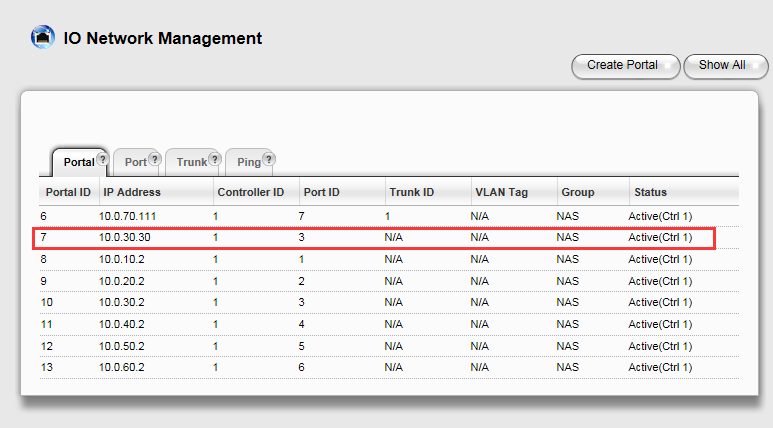 IO Network Management
Create Portal Show All
Portal ? Port ? Trunk ? Ping ?
Portal ID IP Address Controller ID Port ID Trunk ID VLAN Tag Group Status
6 10.0.70.111 1 7 1 N/A NAS Active(Ctrl 1)
7 10.0.30.30 1 3 N/A N/A NAS Active(Ctrl 1)
8 10.0.10.2 1 1 N/A N/A NAS Active(Ctrl 1)
9 10.0.20.2 1 2 N/A N/A NAS Active(Ctrl 1)
10 10.0.30.2 1 3 N/A N/A NAS Active(Ctrl 1)
11 10.0.40.2 1 4 N/A N/A NAS Active(Ctrl 1)
12 10.0.50.2 1 5 N/A N/A NAS Active(Ctrl 1)
13 10.0.60.2 1 6 N/A N/A NAS Active(Ctrl 1)